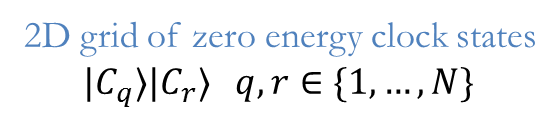 2D grid of zero energy clock states
|C_q⟩|C_r⟩ q, r ∈ {1, …, N}